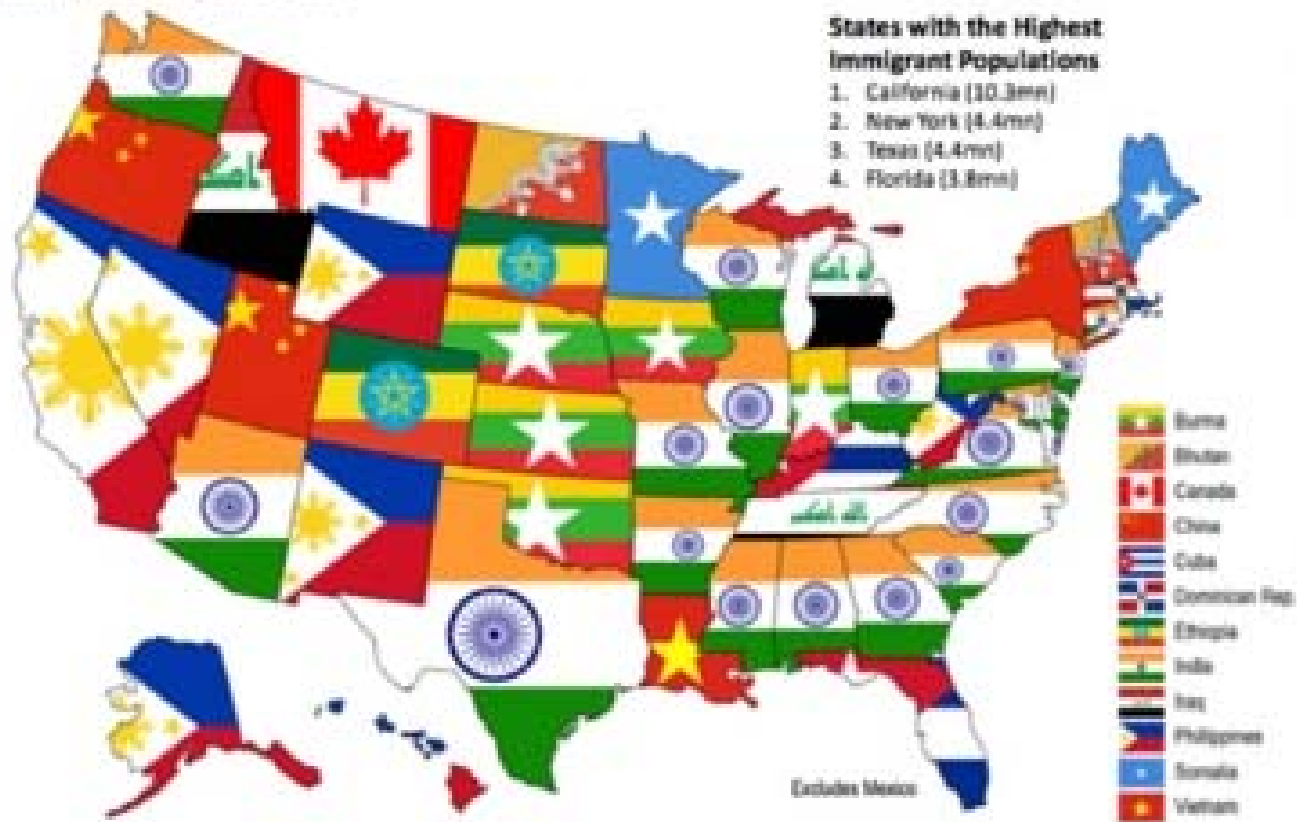 States with the Highest
Immigrant Populations
1. California (10.3mn)
2. New York (4.4mn)
3. Texas (4.4mn)
4. Florida (3.8mn)
Burma
Bhutan
Canada
China
Cuba
Dominican Rep.
Ethiopia
India
Iraq
Philippines
Somalia
Vietnam
Excludes Mexico